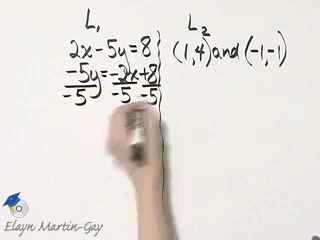 L₁ L₂
2x - 5y = 8 (1,4) and (-1,-1)
-5y = -2x + 8
-5 -5 -5
Elayn Martin-Gay